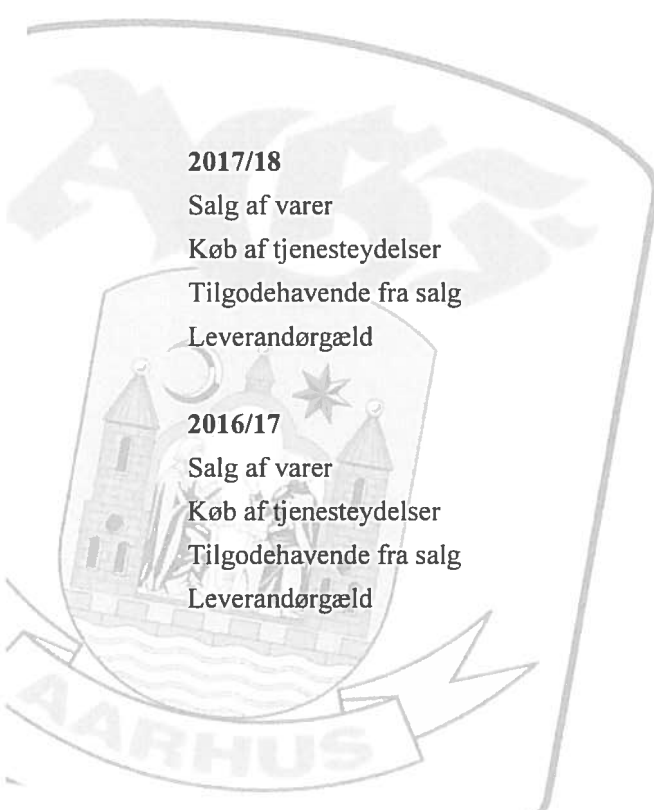 AGF
2017/18
Salg af varer
Køb af tjenesteydelser
Tilgodehavende fra salg
Leverandørgæld
2016/17
Salg af varer
Køb af tjenesteydelser
Tilgodehavende fra salg
Leverandørgæld
AARHUS